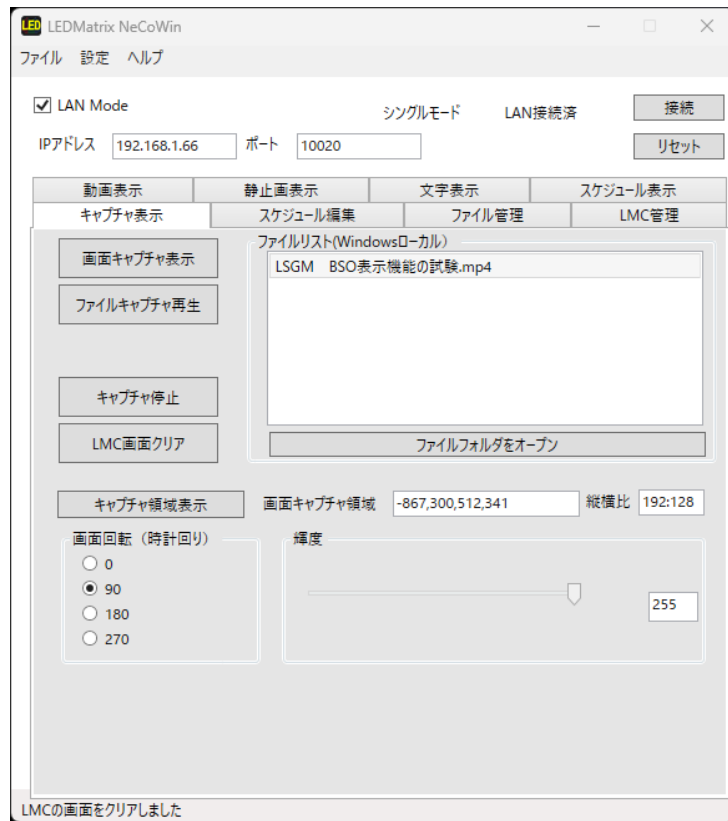 LED LEDMatrix NeCoWin
ファイル 設定 ヘルプ
LAN Mode シングルモード LAN接続済 接続
IPアドレス 192.168.1.66 ポート 10020 リセット
動画表示 静止画表示 文字表示 スケジュール表示
キャプチャ表示 スケジュール編集 ファイル管理 LMC管理
画面キャプチャ表示
ファイルキャプチャ再生
キャプチャ停止
LMC画面クリア
ファイルリスト(Windowsローカル)
LSGM　BSO表示機能の試験.mp4
ファイルフォルダをオープン
キャプチャ領域表示 画面キャプチャ領域 -867,300,512,341 縦横比 192:128
画面回転（時計回り）
0
90
180
270
輝度
255
LMCの画面をクリアしました